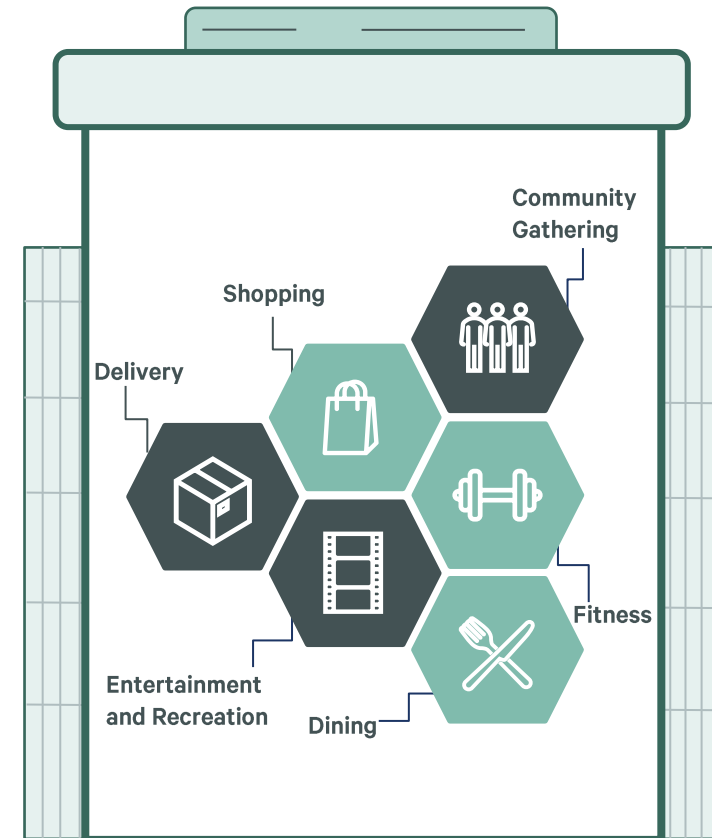 Community
Gathering
Shopping
Delivery
Fitness
Entertainment
and Recreation
Dining